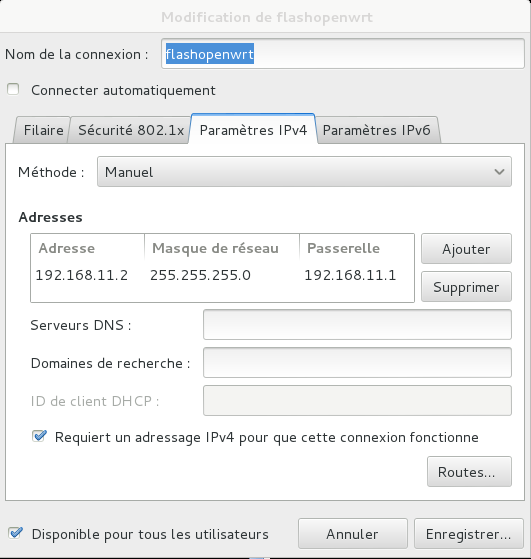 Modification de flashopenwrt
Nom de la connexion : flashopenwrt
Connecter automatiquement
Filaire Sécurité 802.1x Paramètres IPv4 Paramètres IPv6
Méthode : Manuel
Adresses
Adresse Masque de réseau Passerelle
192.168.11.2 255.255.255.0 192.168.11.1
Ajouter
Supprimer
Serveurs DNS :
Domaines de recherche :
ID de client DHCP :
Requiert un adressage IPv4 pour que cette connexion fonctionne
Routes...
Disponible pour tous les utilisateurs Annuler Enregistrer...